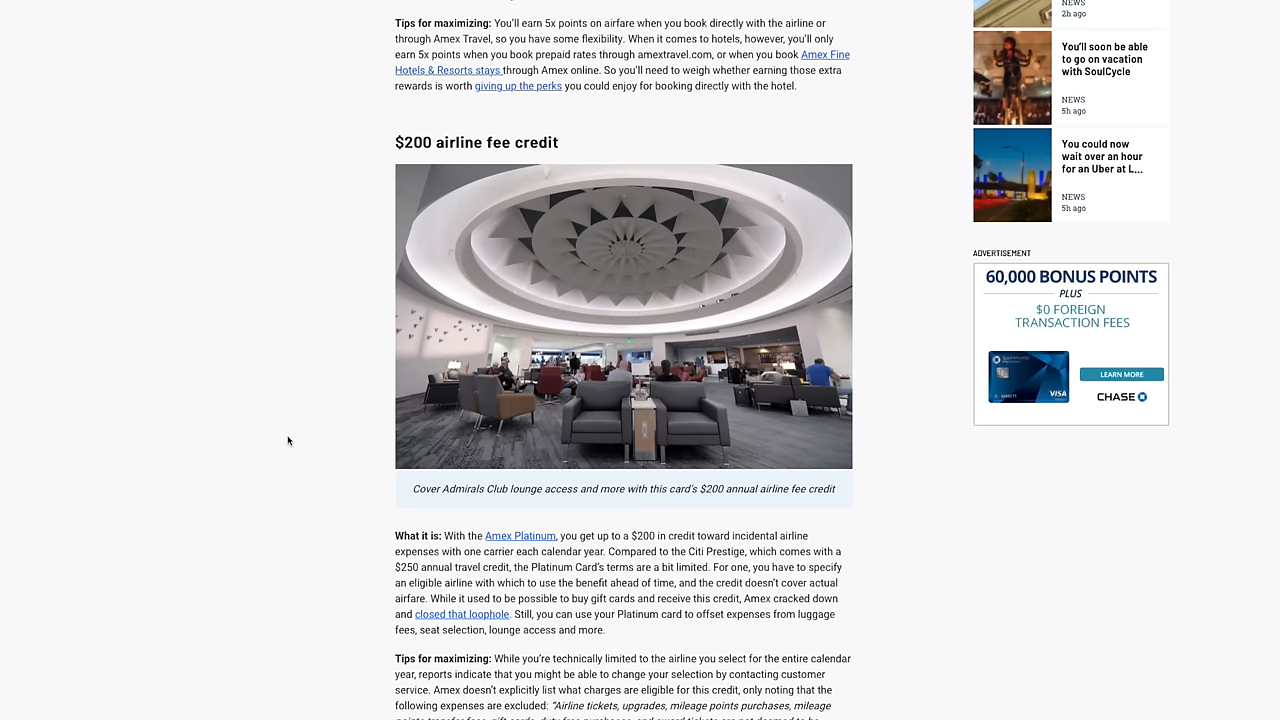 Tips for maximizing: You’ll earn 5x points on airfare when you book directly with the airline or
through Amex Travel, so you have some flexibility. When it comes to hotels, however, you’ll only
earn 5x points when you book prepaid rates through amextravel.com, or when you book Amex Fine
Hotels & Resorts stays through Amex online. So you’ll need to weigh whether earning those extra
rewards is worth giving up the perks you could enjoy for booking directly with the hotel.
$200 airline fee credit
Cover Admirals Club lounge access and more with this card's $200 annual airline fee credit
What it is: With the Amex Platinum, you get up to a $200 in credit toward incidental airline
expenses with one carrier each calendar year. Compared to the Citi Prestige, which comes with a
$250 annual travel credit, the Platinum Card’s terms are a bit limited. For one, you have to specify
an eligible airline with which to use the benefit ahead of time, and the credit doesn’t cover actual
airfare. While it used to be possible to buy gift cards and receive this credit, Amex cracked down
and closed that loophole. Still, you can use your Platinum card to offset expenses from luggage
fees, seat selection, lounge access and more.
Tips for maximizing: While you’re technically limited to the airline you select for the entire calendar
year, reports indicate that you might be able to change your selection by contacting customer
service. Amex doesn’t explicitly list what charges are eligible for this credit, only noting that the
following expenses are excluded: “Airline tickets, upgrades, mileage points purchases, mileage
NEWS
2h ago
You’ll soon be able
to go on vacation
with SoulCycle
NEWS
5h ago
You could now
wait over an hour
for an Uber at L...
NEWS
5h ago
ADVERTISEMENT
60,000 BONUS POINTS
PLUS
$0 FOREIGN
TRANSACTION FEES
SAPPHIRE
VISA
LEARN MORE
CHASE